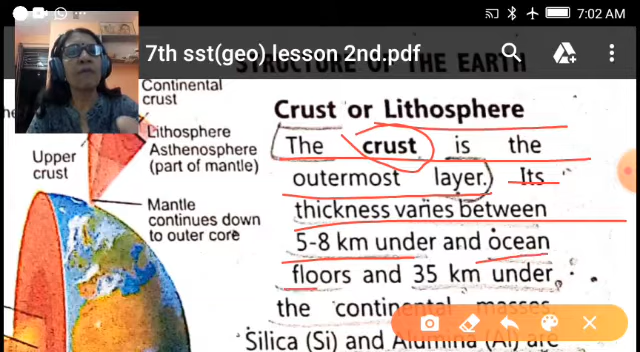 7:02 AM
7th sst(geo) lesson 2nd.pdf
STRUCTURE OF THE EARTH
Continental
crust
Lithosphere
Asthenosphere
(part of mantle)
Upper
crust
Mantle
continues down
to outer core
Crust or Lithosphere
The crust is the
outermost layer. Its
thickness varies between
5-8 km under and ocean
floors and 35 km under
the continental masses
Silica (Si) and Alumina (Al) are